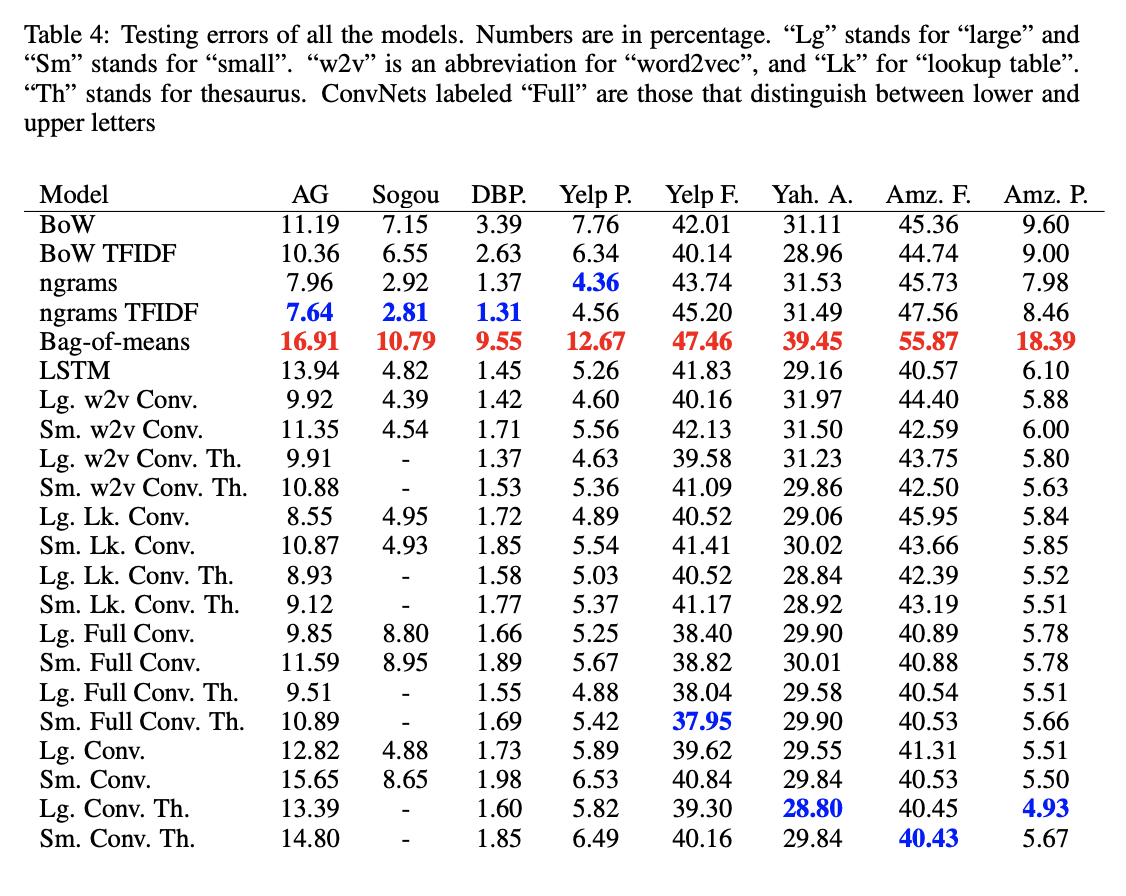 Table 4: Testing errors of all the models. Numbers are in percentage. “Lg” stands for “large” and
“Sm” stands for “small”. “w2v” is an abbreviation for “word2vec”, and “Lk” for “lookup table”.
“Th” stands for thesaurus. ConvNets labeled “Full” are those that distinguish between lower and
upper letters
Model AG Sogou DBP. Yelp P. Yelp F. Yah. A. Amz. F. Amz. P.
BoW 11.19 7.15 3.39 7.76 42.01 31.11 45.36 9.60
BoW TFIDF 10.36 6.55 2.63 6.34 40.14 28.96 44.74 9.00
ngrams 7.96 2.92 1.37 4.36 43.74 31.53 45.73 7.98
ngrams TFIDF 7.64 2.81 1.31 4.56 45.20 31.49 47.56 8.46
Bag-of-means 16.91 10.79 9.55 12.67 47.46 39.45 55.87 18.39
LSTM 13.94 4.82 1.45 5.26 41.83 29.16 40.57 6.10
Lg. w2v Conv. 9.92 4.39 1.42 4.60 40.16 31.97 44.40 5.88
Sm. w2v Conv. 11.35 4.54 1.71 5.56 42.13 31.50 42.59 6.00
Lg. w2v Conv. Th. 9.91 - 1.37 4.63 39.58 31.23 43.75 5.80
Sm. w2v Conv. Th. 10.88 - 1.53 5.36 41.09 29.86 42.50 5.63
Lg. Lk. Conv. 8.55 4.95 1.72 4.89 40.52 29.06 45.95 5.84
Sm. Lk. Conv. 10.87 4.93 1.85 5.54 41.41 30.02 43.66 5.85
Lg. Lk. Conv. Th. 8.93 - 1.58 5.03 40.52 28.84 42.39 5.52
Sm. Lk. Conv. Th. 9.12 - 1.77 5.37 41.17 28.92 43.19 5.51
Lg. Full Conv. 9.85 8.80 1.66 5.25 38.40 29.90 40.89 5.78
Sm. Full Conv. 11.59 8.95 1.89 5.67 38.82 30.01 40.88 5.78
Lg. Full Conv. Th. 9.51 - 1.55 4.88 38.04 29.58 40.54 5.51
Sm. Full Conv. Th. 10.89 - 1.69 5.42 37.95 29.90 40.53 5.66
Lg. Conv. 12.82 4.88 1.73 5.89 39.62 29.55 41.31 5.51
Sm. Conv. 15.65 8.65 1.98 6.53 40.84 29.84 40.53 5.50
Lg. Conv. Th. 13.39 - 1.60 5.82 39.30 28.80 40.45 4.93
Sm. Conv. Th. 14.80 - 1.85 6.49 40.16 29.84 40.43 5.67